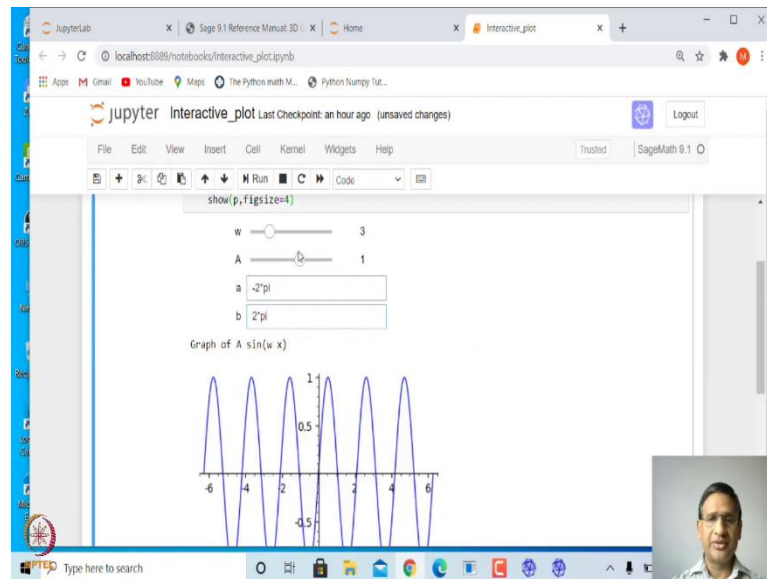 JupyterLab
Sage 9.1 Reference Manual: 3D
Home
Interactive_plot
localhost:8889/notebooks/Interactive_plot.ipynb
Apps
Gmail
YouTube
Maps
The Python math M...
Python Numpy Tut...
jupyter Interactive_plot Last Checkpoint: an hour ago (unsaved changes)
Logout
File Edit View Insert Cell Kernel Widgets Help
Trusted
SageMath 9.1
Run
Code
show(p,figsize=4)
w 3
A 1
a -2*pi
b 2*pi
Graph of A sin(w x)
1
0.5
-6 -4 -2 2 4 6
-0.5
Type here to search